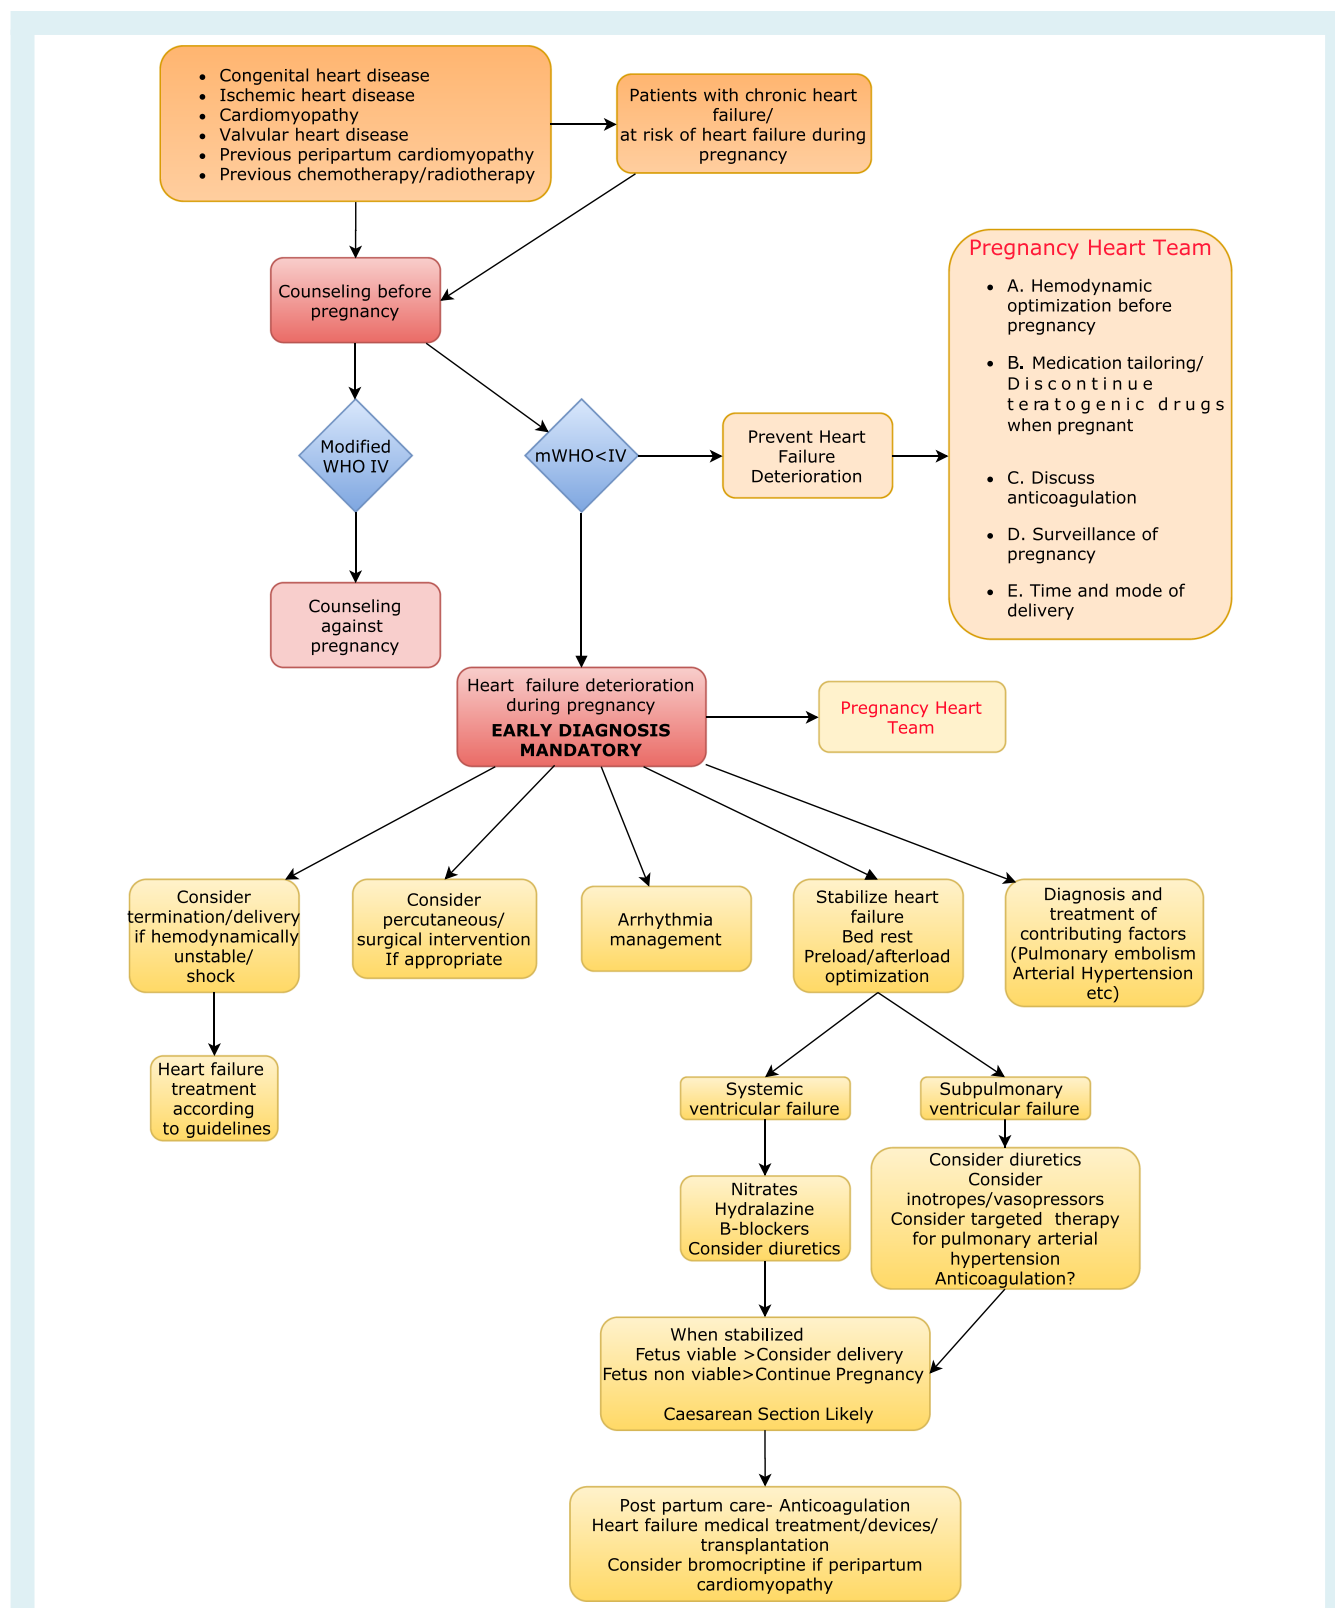 • Congenital heart disease
• Ischemic heart disease
• Cardiomyopathy
• Valvular heart disease
• Previous peripartum cardiomyopathy
• Previous chemotherapy/radiotherapy
Patients with chronic heart
failure/
at risk of heart failure during
pregnancy
Counseling before
pregnancy
Pregnancy Heart Team
• A. Hemodynamic
optimization before
pregnancy
• B. Medication tailoring/
Discontinue
teratogenic drugs
when pregnant
• C. Discuss
anticoagulation
• D. Surveillance of
pregnancy
• E. Time and mode of
delivery
Modified
WHO IV
mWHO<IV
Prevent Heart
Failure
Deterioration
Counseling
against
pregnancy
Heart failure deterioration
during pregnancy
EARLY DIAGNOSIS
MANDATORY
Pregnancy Heart
Team
Consider
termination/delivery
if hemodynamically
unstable/
shock
Consider
percutaneous/
surgical intervention
If appropriate
Arrhythmia
management
Stabilize heart
failure
Bed rest
Preload/afterload
optimization
Diagnosis and
treatment of
contributing factors
(Pulmonary embolism
Arterial Hypertension
etc)
Heart failure
treatment
according
to guidelines
Systemic
ventricular failure
Subpulmonary
ventricular failure
Nitrates
Hydralazine
B-blockers
Consider diuretics
Consider diuretics
Consider
inotropes/vasopressors
Consider targeted therapy
for pulmonary arterial
hypertension
Anticoagulation?
When stabilized
Fetus viable >Consider delivery
Fetus non viable>Continue Pregnancy
Caesarean Section Likely
Post partum care- Anticoagulation
Heart failure medical treatment/devices/
transplantation
Consider bromocriptine if peripartum
cardiomyopathy